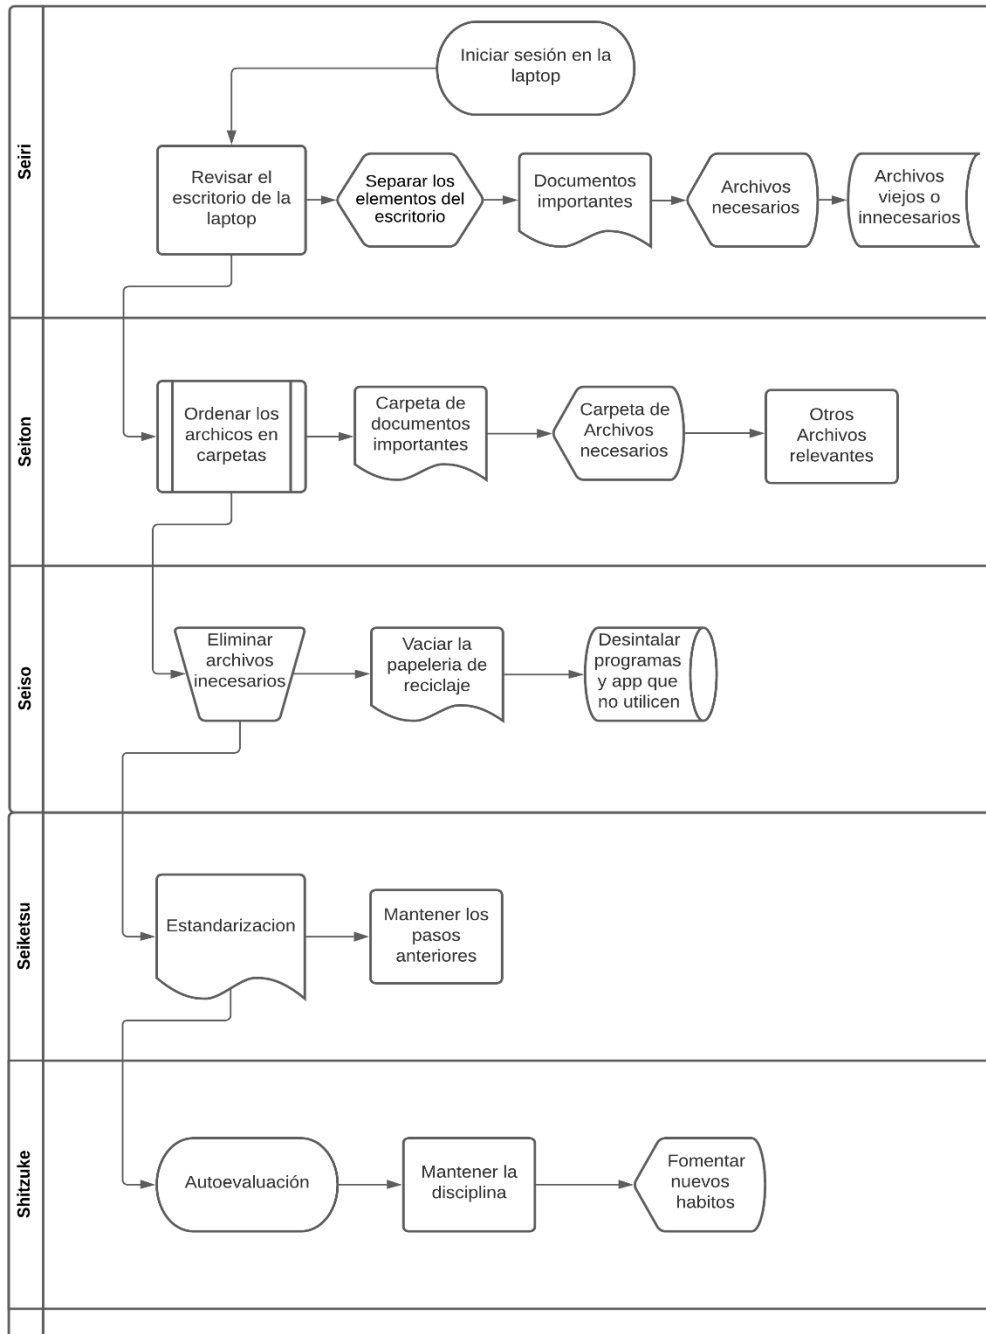 Seiri
Iniciar sesión en la
laptop
Revisar el
escritorio de la
laptop
Separar los
elementos del
escritorio
Documentos
importantes
Archivos
necesarios
Archivos
viejos o
innecesarios
Seiton
Ordenar los
archicos en
carpetas
Carpeta de
documentos
importantes
Carpeta de
Archivos
necesarios
Otros
Archivos
relevantes
Seiso
Eliminar
archivos
inecesarios
Vaciar la
papeleria de
reciclaje
Desintalar
programas
y app que
no utilicen
Seiketsu
Estandarizacion
Mantener los
pasos
anteriores
Shitzuke
Autoevaluación
Mantener la
disciplina
Fomentar
nuevos
habitos